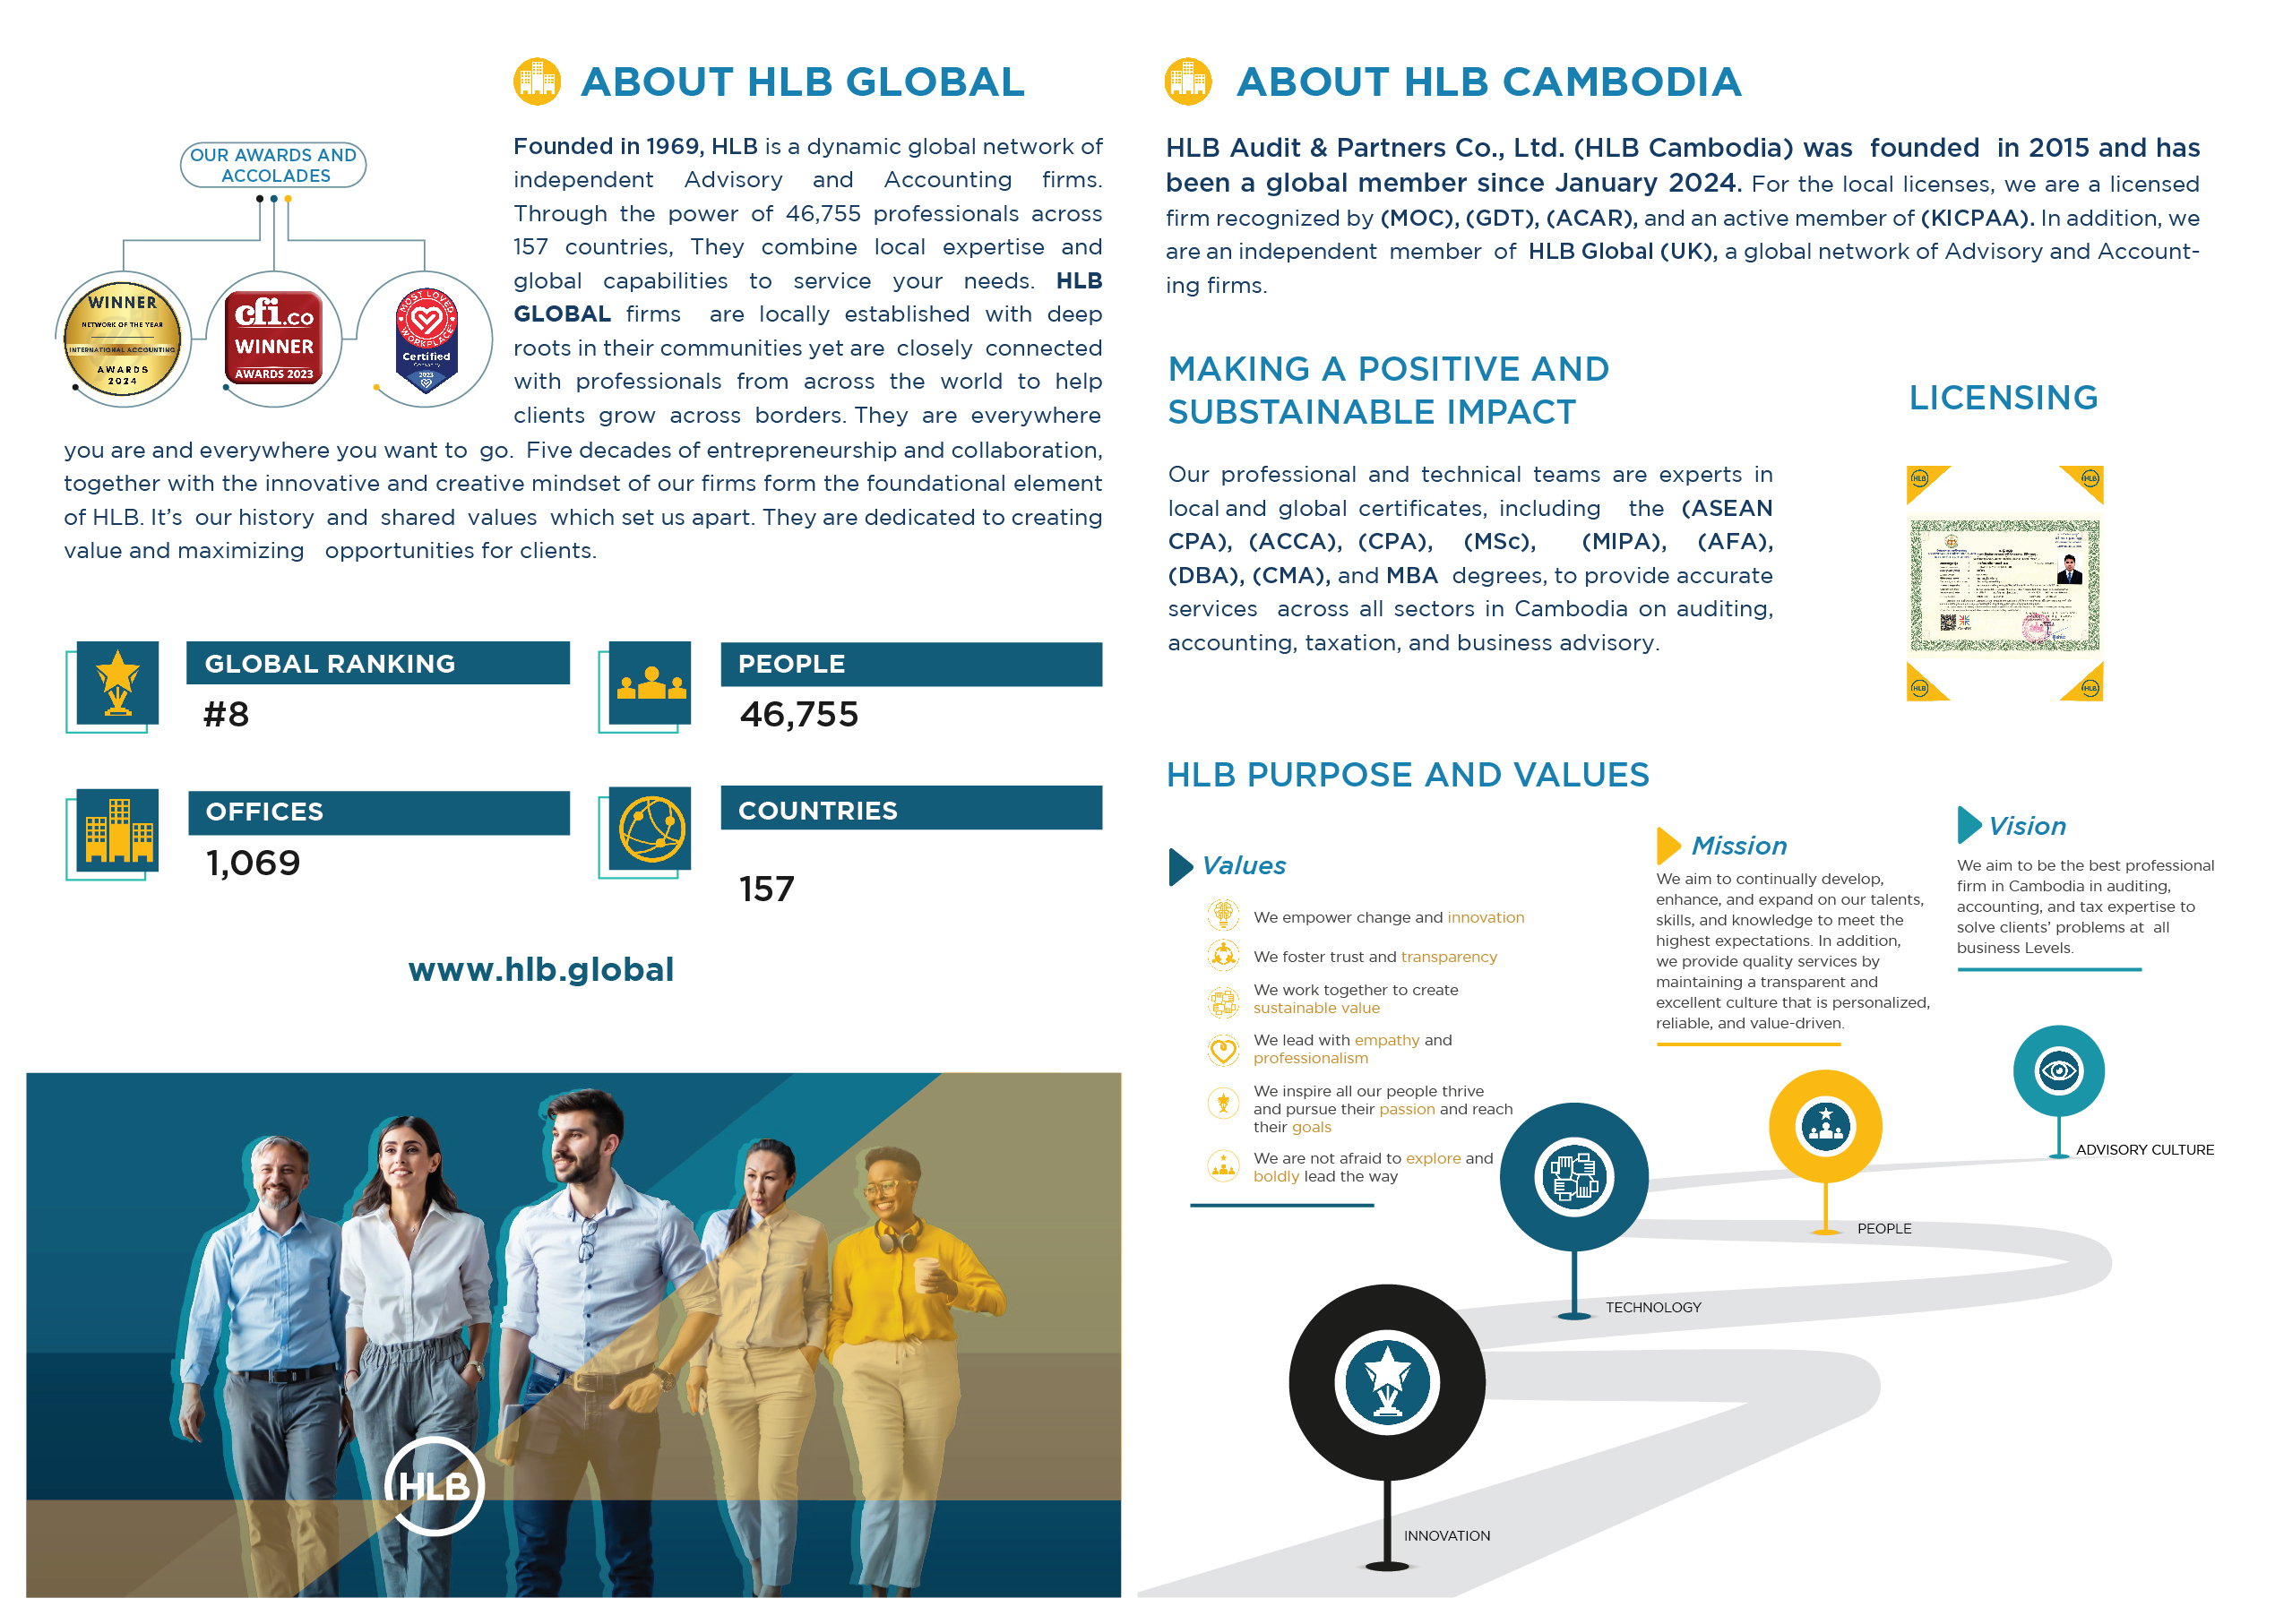 ABOUT HLB GLOBAL
OUR AWARDS AND
ACCOLADES
WINNER
NETWORK OF THE YEAR
INTERNATIONAL ACCOUNTING
AWARDS
2024
cfi.co
WINNER
AWARDS 2023
MOST LOVED
WORKPLACE
Certified
2023
Founded in 1969, HLB is a dynamic global network of
independent Advisory and Accounting firms.
Through the power of 46,755 professionals across
157 countries, They combine local expertise and
global capabilities to service your needs. HLB
GLOBAL firms are locally established with deep
roots in their communities yet are closely connected
with professionals from across the world to help
clients grow across borders. They are everywhere
you are and everywhere you want to go. Five decades of entrepreneurship and collaboration,
together with the innovative and creative mindset of our firms form the foundational element
of HLB. It's our history and shared values which set us apart. They are dedicated to creating
value and maximizing opportunities for clients.
GLOBAL RANKING
#8
PEOPLE
46,755
OFFICES
1,069
COUNTRIES
157
www.hlb.global
HLB
ABOUT HLB CAMBODIA
HLB Audit & Partners Co., Ltd. (HLB Cambodia) was founded in 2015 and has
been a global member since January 2024. For the local licenses, we are a licensed
firm recognized by (MOC), (GDT), (ACAR), and an active member of (KICPAA). In addition, we
are an independent member of HLB Global (UK), a global network of Advisory and Account-
ing firms.
MAKING A POSITIVE AND
SUBSTAINABLE IMPACT
Our professional and technical teams are experts in
local and global certificates, including the (ASEAN
CPA), (ACCA), (CPA), (MSc), (MIPA), (AFA),
(DBA), (CMA), and MBA degrees, to provide accurate
services across all sectors in Cambodia on auditing,
accounting, taxation, and business advisory.
LICENSING
HLB
HLB
HLB
HLB
HLB PURPOSE AND VALUES
Values
We empower change and innovation
We foster trust and transparency
We work together to create
sustainable value
We lead with empathy and
professionalism
We inspire all our people thrive
and pursue their passion and reach
their goals
We are not afraid to explore and
boldly lead the way
Mission
We aim to continually develop,
enhance, and expand on our talents,
skills, and knowledge to meet the
highest expectations. In addition,
we provide quality services by
maintaining a transparent and
excellent culture that is personalized,
reliable, and value-driven.
Vision
We aim to be the best professional
firm in Cambodia in auditing,
accounting, and tax expertise to
solve clients' problems at all
business Levels.
ADVISORY CULTURE
PEOPLE
TECHNOLOGY
INNOVATION